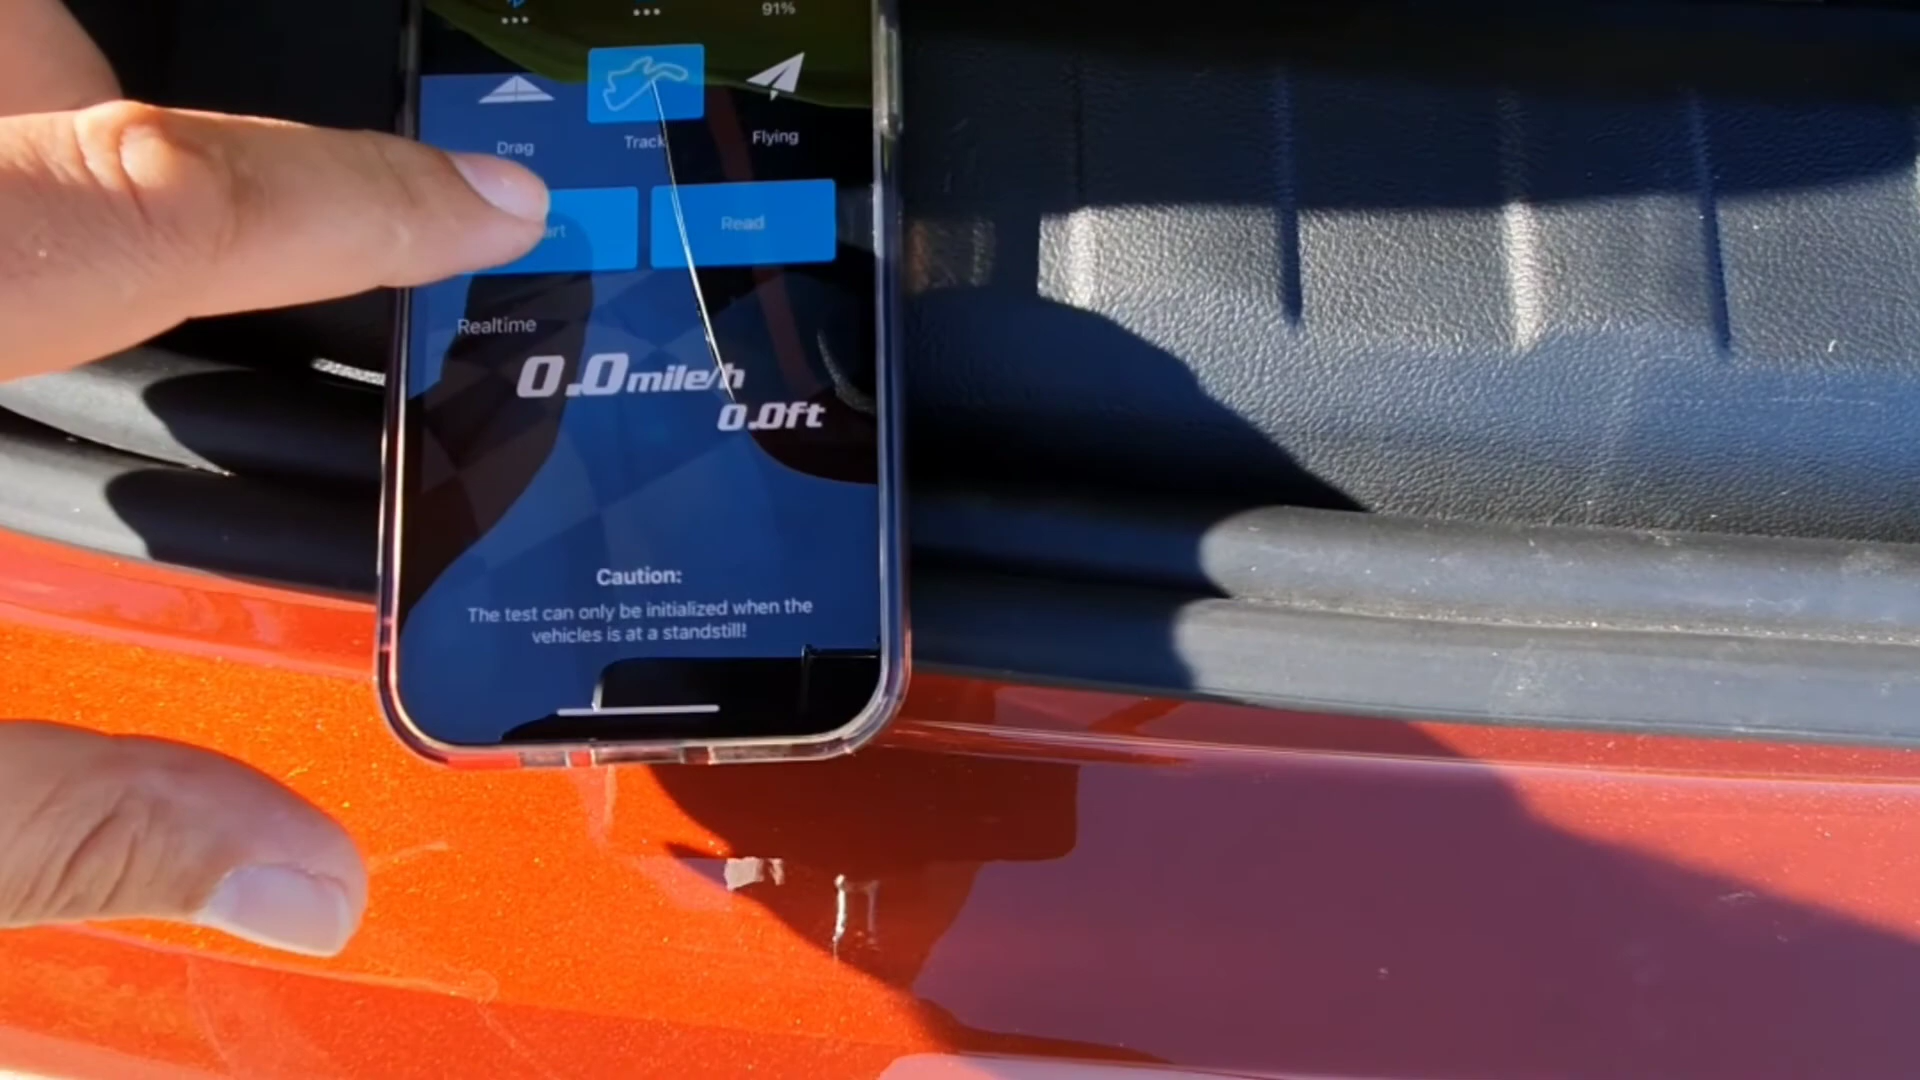 91%
Drag
Track
Flying
Read
Realtime
0.0mile/h
0.0ft
Caution:
The test can only be initialized when the
vehicles is at a standstill!